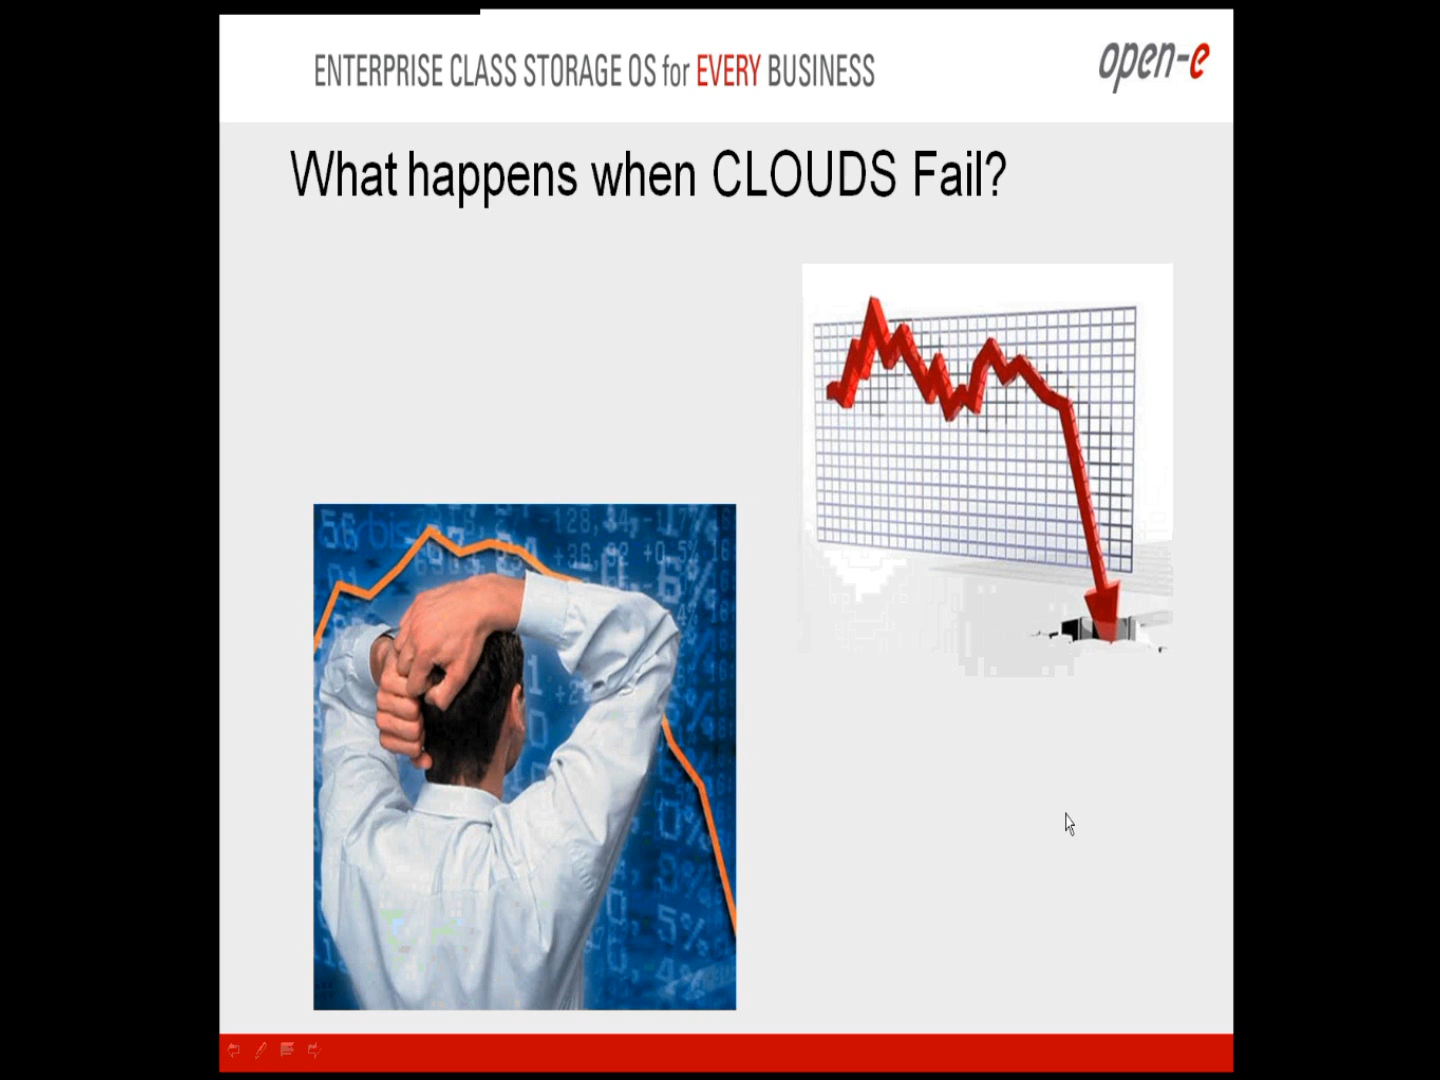 ENTERPRISE CLASS STORAGE OS for EVERY BUSINESS
open-e
What happens when CLOUDS Fail?